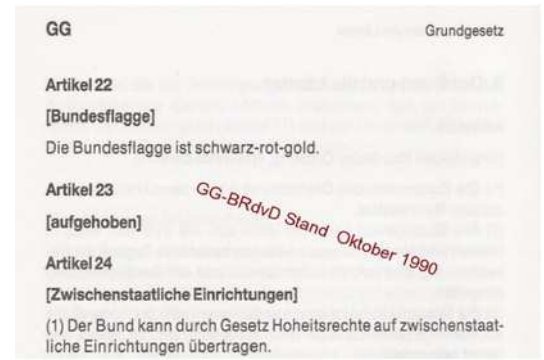 GG Grundgesetz
Artikel 22
[Bundesflagge]
Die Bundesflagge ist schwarz-rot-gold.
Artikel 23
[aufgehoben]
GG-BRdvD Stand Oktober 1990
Artikel 24
[Zwischenstaatliche Einrichtungen]
(1) Der Bund kann durch Gesetz Hoheitsrechte auf zwischenstaat-
liche Einrichtungen übertragen.